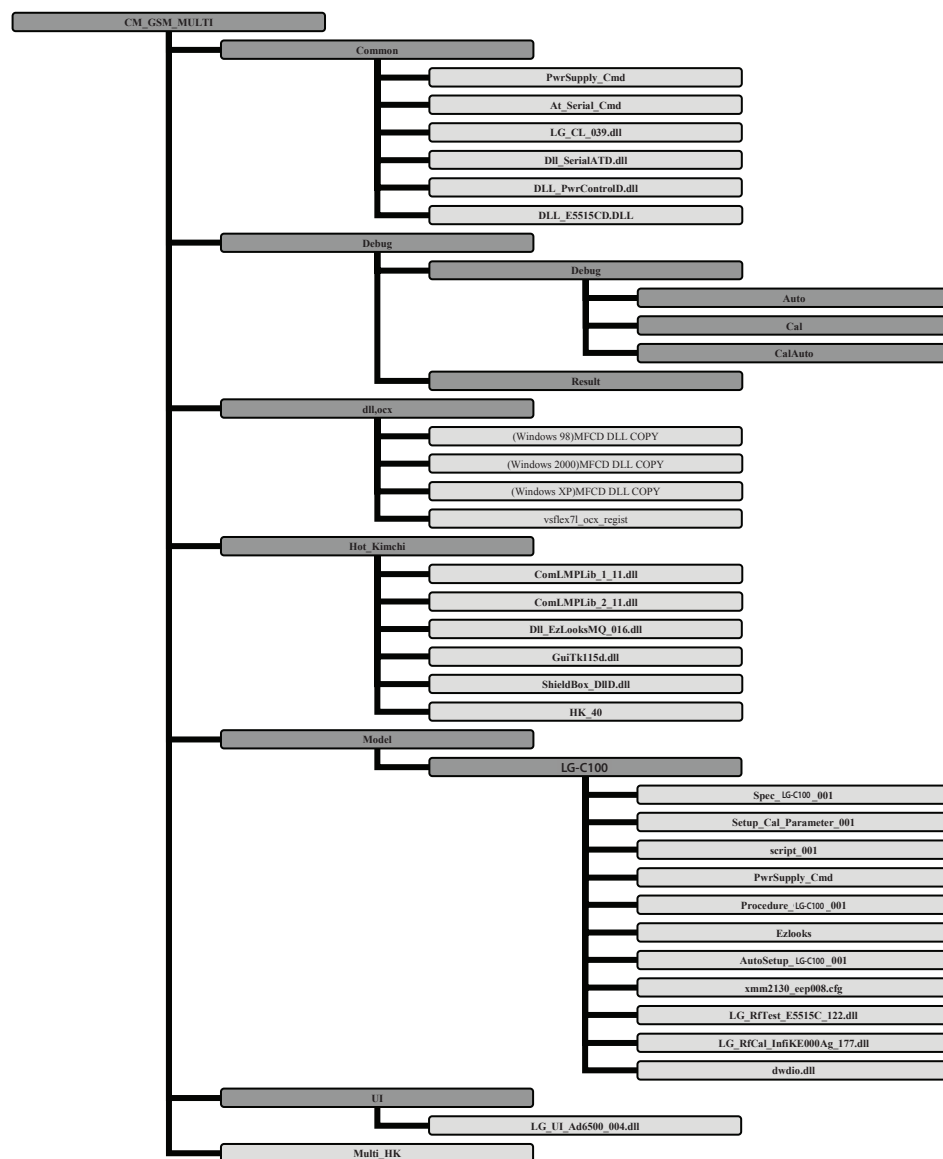 CM_GSM_MULTI
Common
PwrSupply_Cmd
At_Serial_Cmd
LG_CL_039.dll
Dll_SerialATD.dll
DLL_PwrControlD.dll
DLL_E5515CD.DLL
Debug
Debug
Auto
Cal
CalAuto
Result
dll,ocx
(Windows 98)MFCD DLL COPY
(Windows 2000)MFCD DLL COPY
(Windows XP)MFCD DLL COPY
vsflex7l_ocx_regist
Hot_Kimchi
ComLMPLib_1_11.dll
ComLMPLib_2_11.dll
Dll_EzLooksMQ_016.dll
GuiTk115d.dll
ShieldBox_DllD.dll
HK_40
Model
LG-C100
Spec_LG-C100_001
Setup_Cal_Parameter_001
script_001
PwrSupply_Cmd
Procedure_LG-C100_001
Ezlooks
AutoSetup_LG-C100_001
xmm2130_eep008.cfg
LG_RfTest_E5515C_122.dll
LG_RfCal_InfiKE000Ag_177.dll
dwdio.dll
UI
LG_UI_Ad6500_004.dll
Multi_HK